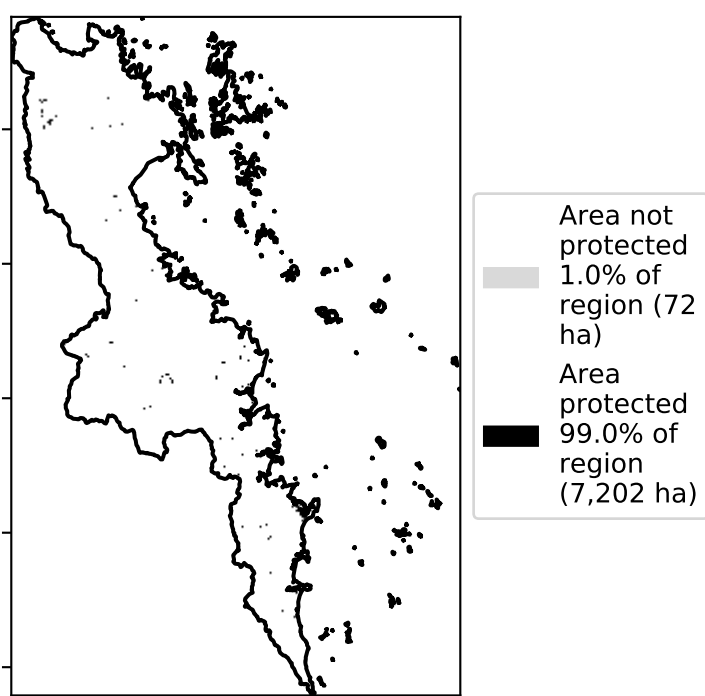 Area not
protected
1.0% of
region (72
ha)
Area
protected
99.0% of
region
(7,202 ha)